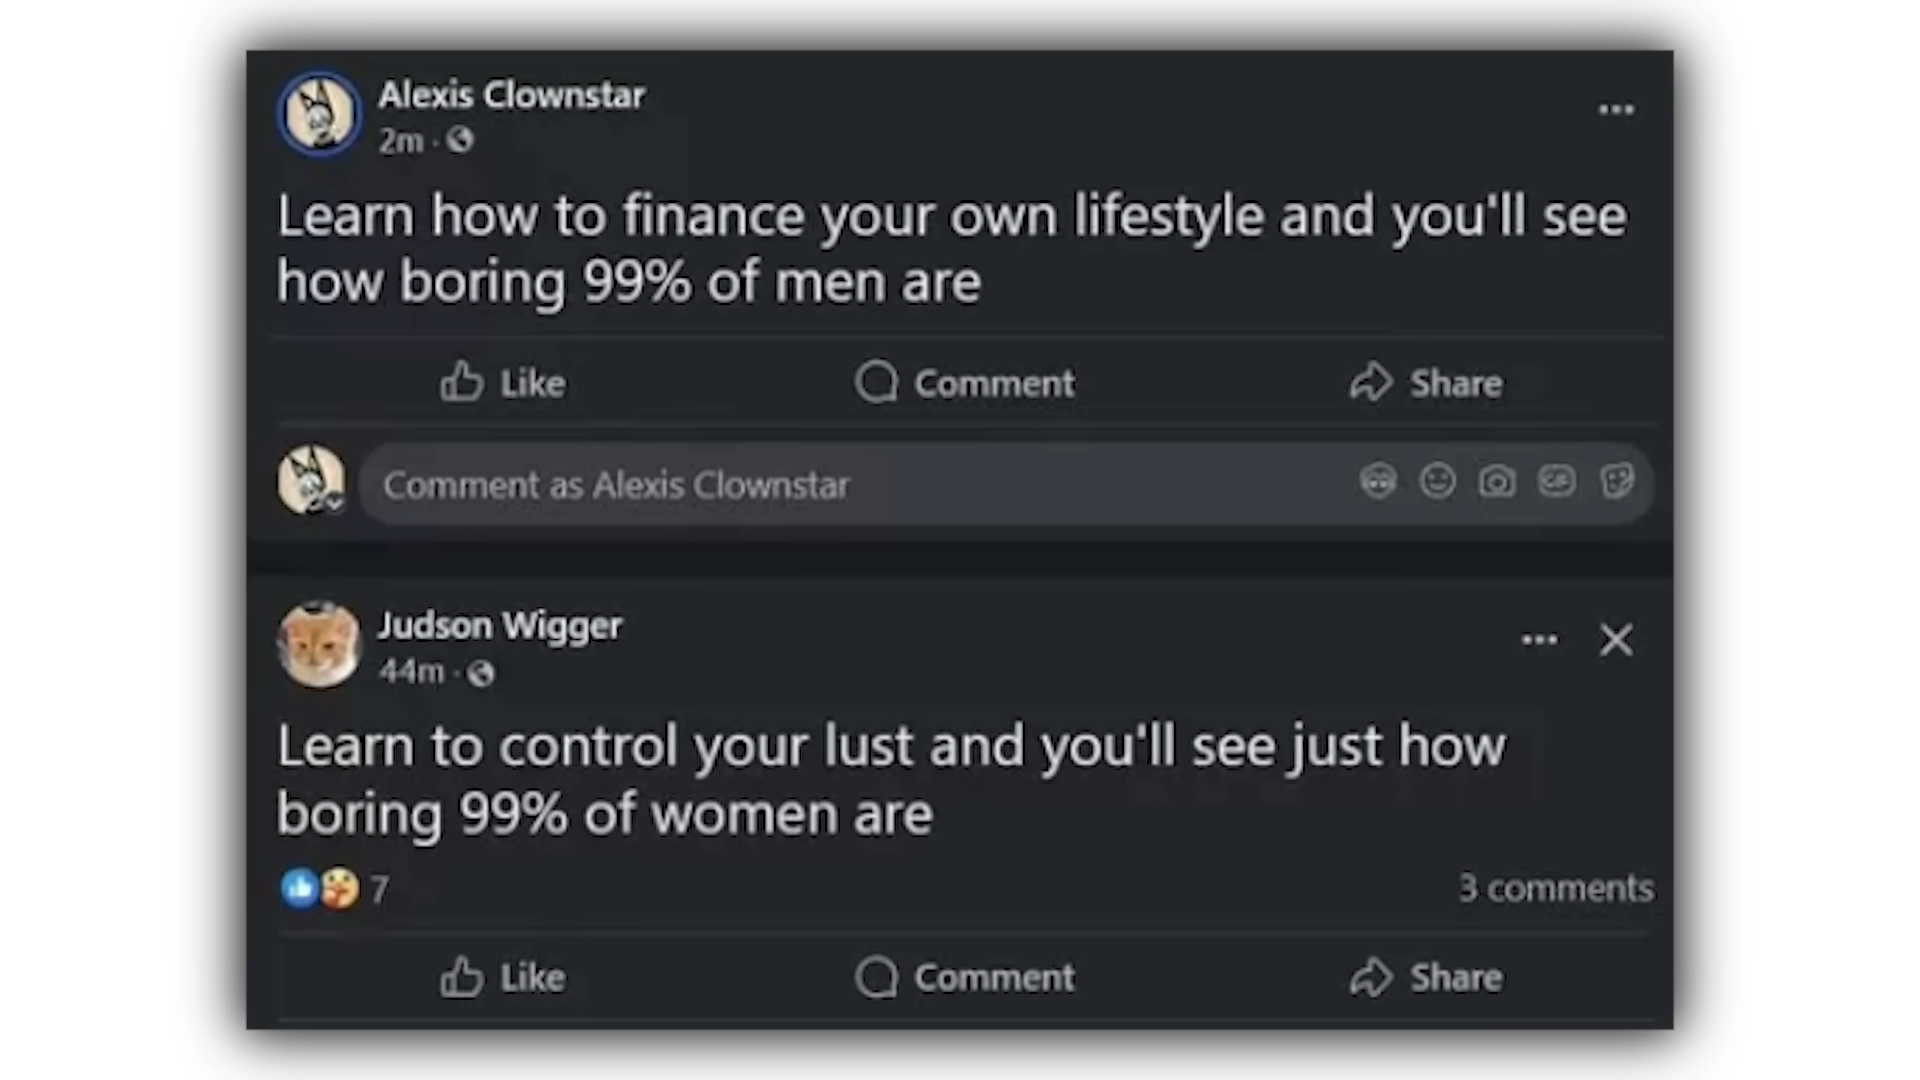 Alexis Clownstar
2m ·
Learn how to finance your own lifestyle and you'll see
how boring 99% of men are
Like Comment Share
Comment as Alexis Clownstar
GIF
Judson Wigger
44m ·
Learn to control your lust and you'll see just how
boring 99% of women are
7 3 comments
Like Comment Share